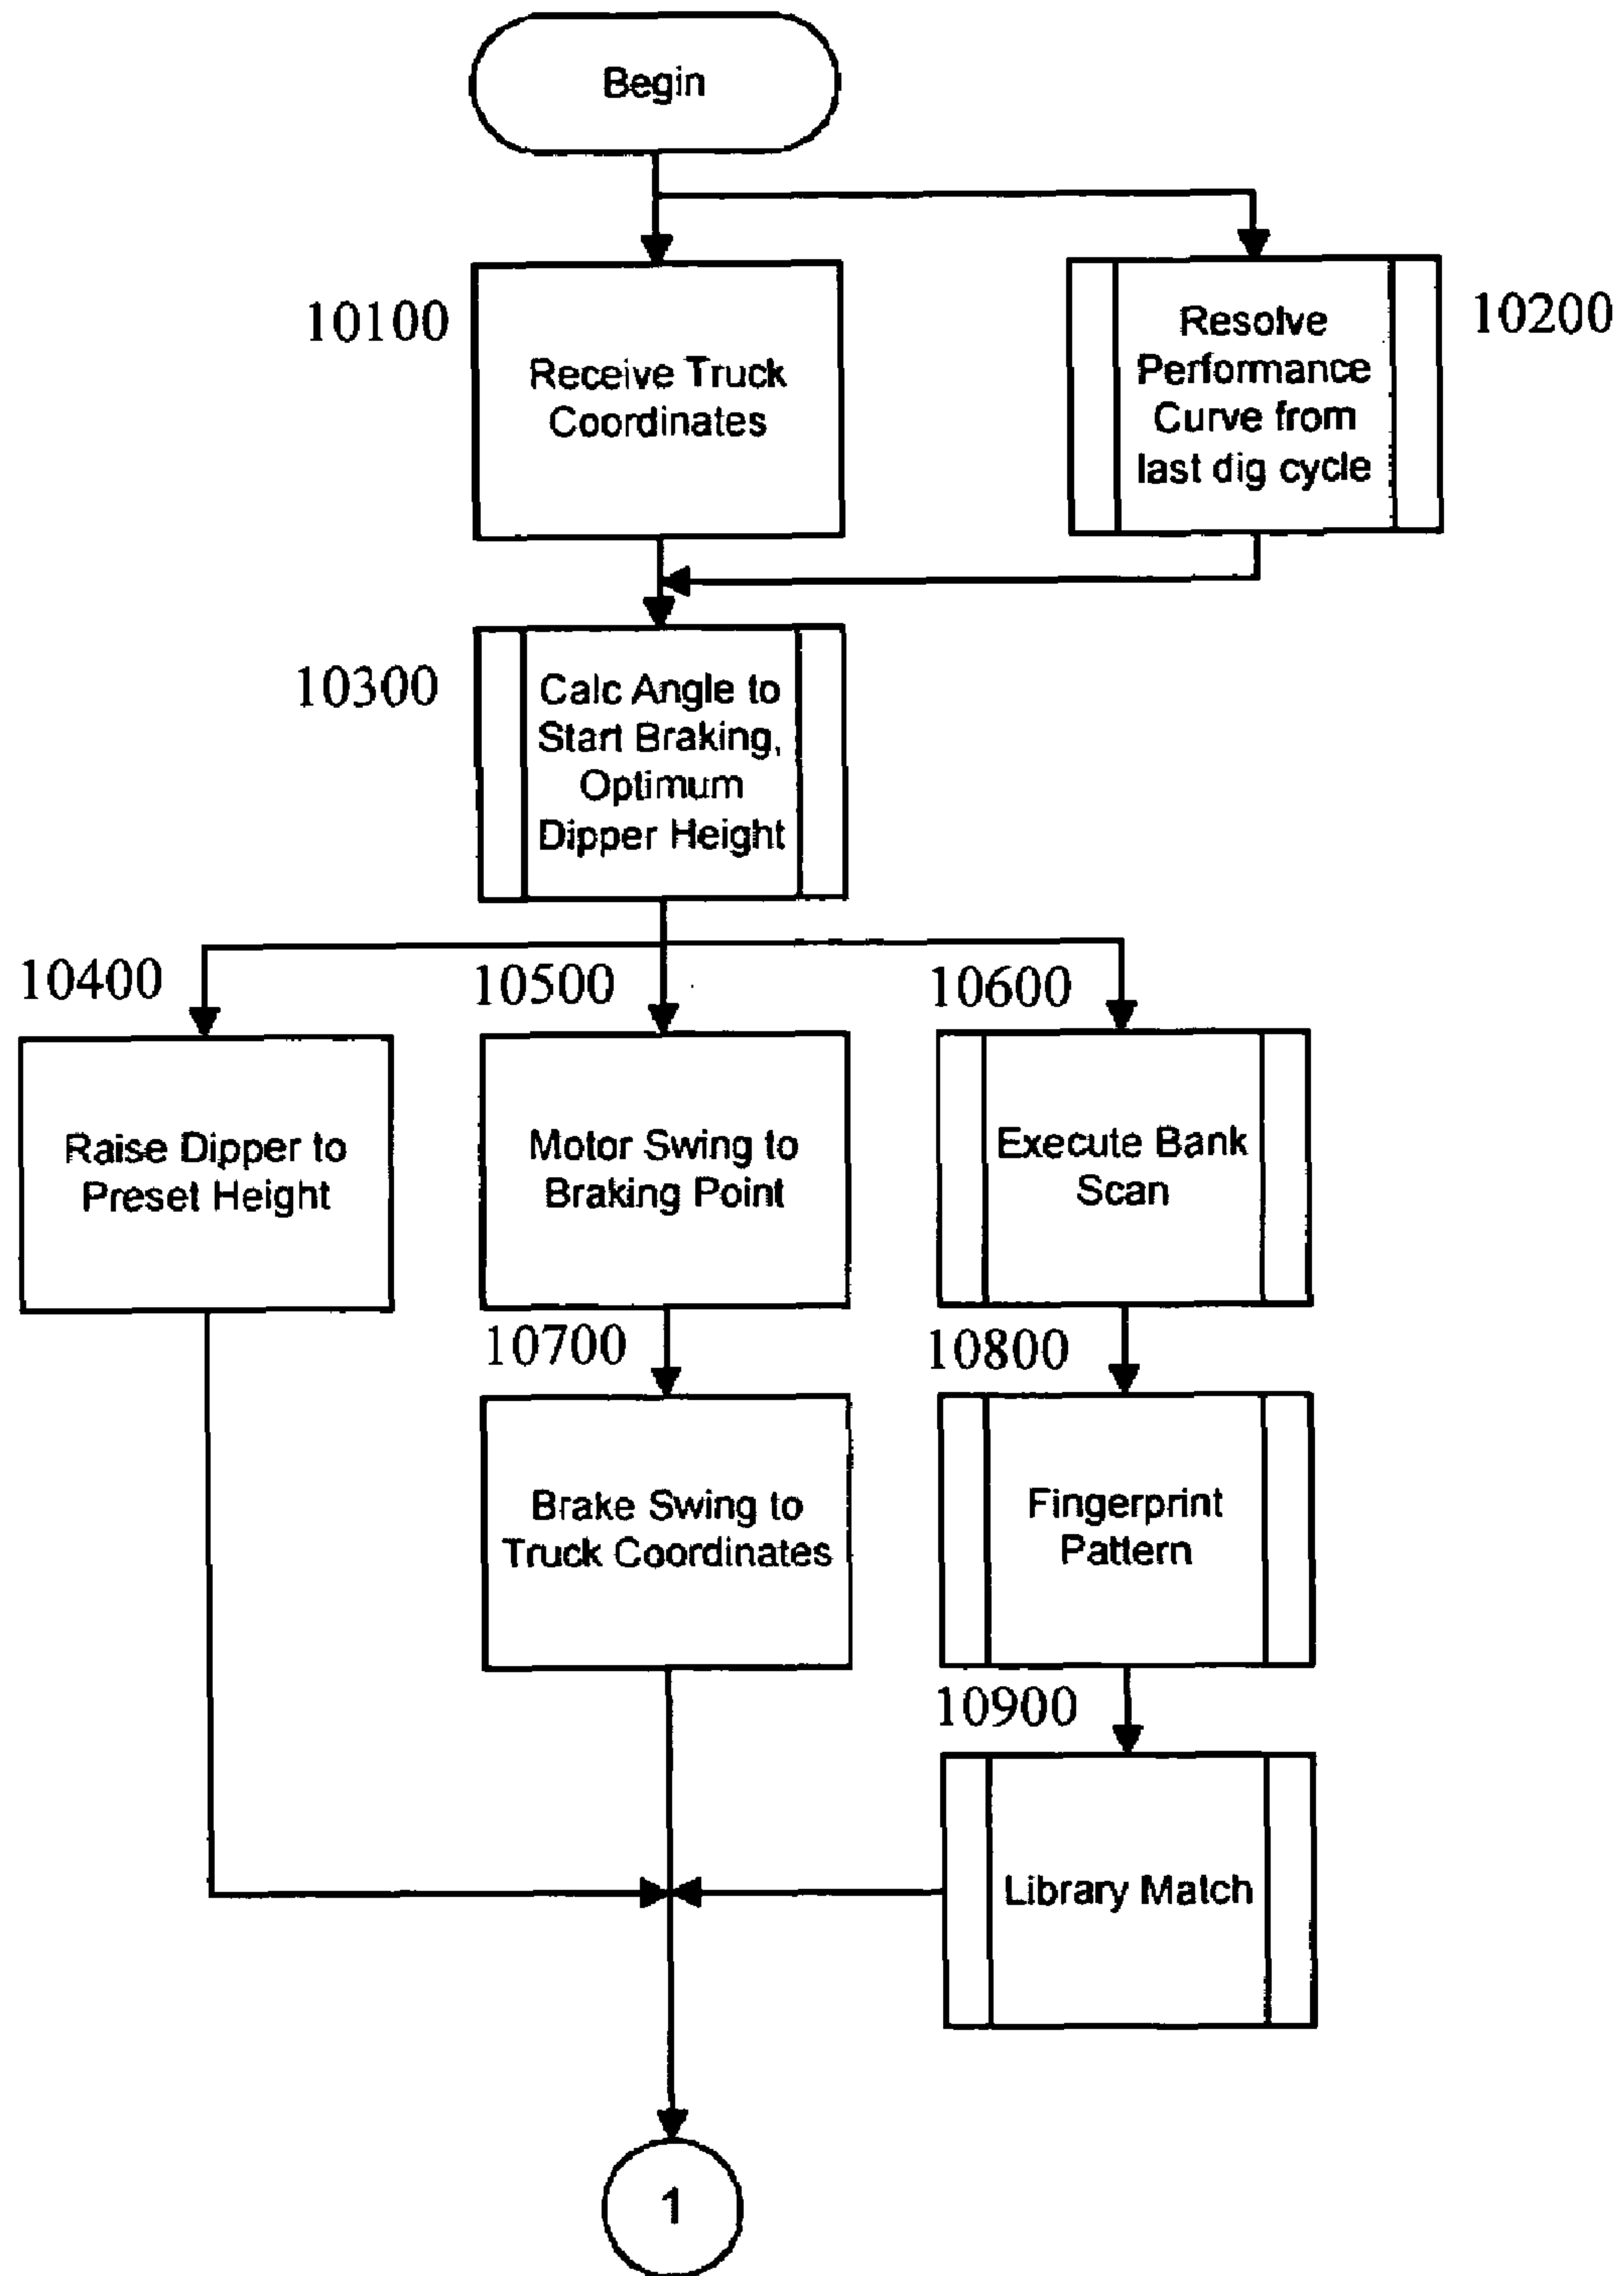 Begin
10100
Receive Truck
Coordinates
Resolve
Performance
Curve from
last dig cycle
10200
10300
Calc Angle to
Start Braking,
Optimum
Dipper Height
10400
10500
10600
Raise Dipper to
Preset Height
Motor Swing to
Braking Point
Execute Bank
Scan
10700
10800
Brake Swing to
Truck Coordinates
Fingerprint
Pattern
10900
Library Match
1